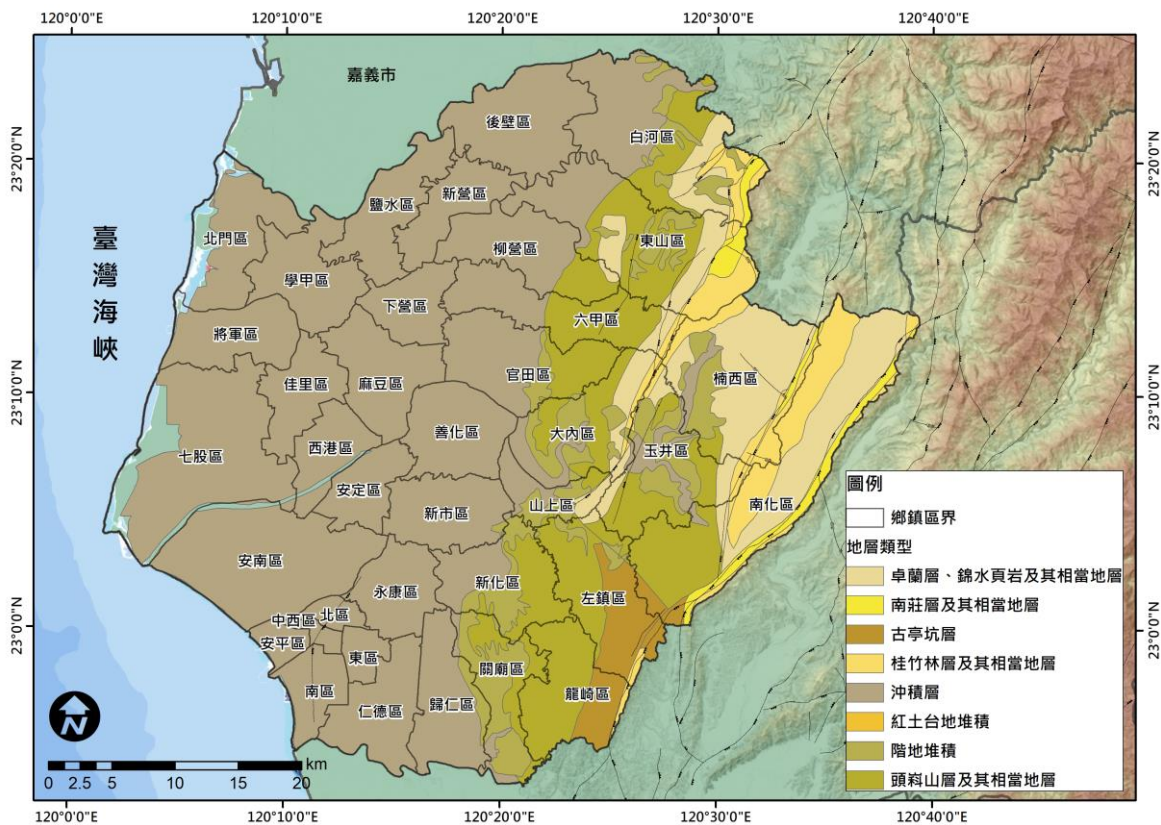 120°0'0"E 120°10'0"E 120°20'0"E 120°30'0"E 120°40'0"E
嘉義市
後壁區
白河區
23°20'0"N 23°20'0"N
新營區
鹽水區
臺灣海峽
北門區
東山區
柳營區
學甲區
下營區
六甲區
將軍區
官田區
楠西區
佳里區
麻豆區
23°10'0"N 23°10'0"N
善化區
大內區
西港區
玉井區
七股區
安定區
南化區
山上區
新市區
安南區
新化區
左鎮區
永康區
北區
中西區
23°0'0"N 23°0'0"N
安平區
東區
關廟區
南區
龍崎區
仁德區
歸仁區
圖例
鄉鎮區界
地層類型
卓蘭層、錦水頁岩及其相當地層
南莊層及其相當地層
古亭坑層
桂竹林層及其相當地層
沖積層
紅土台地堆積
階地堆積
頭嵙山層及其相當地層
N
km
0 2.5 5 10 15 20
120°0'0"E 120°10'0"E 120°20'0"E 120°30'0"E 120°40'0"E